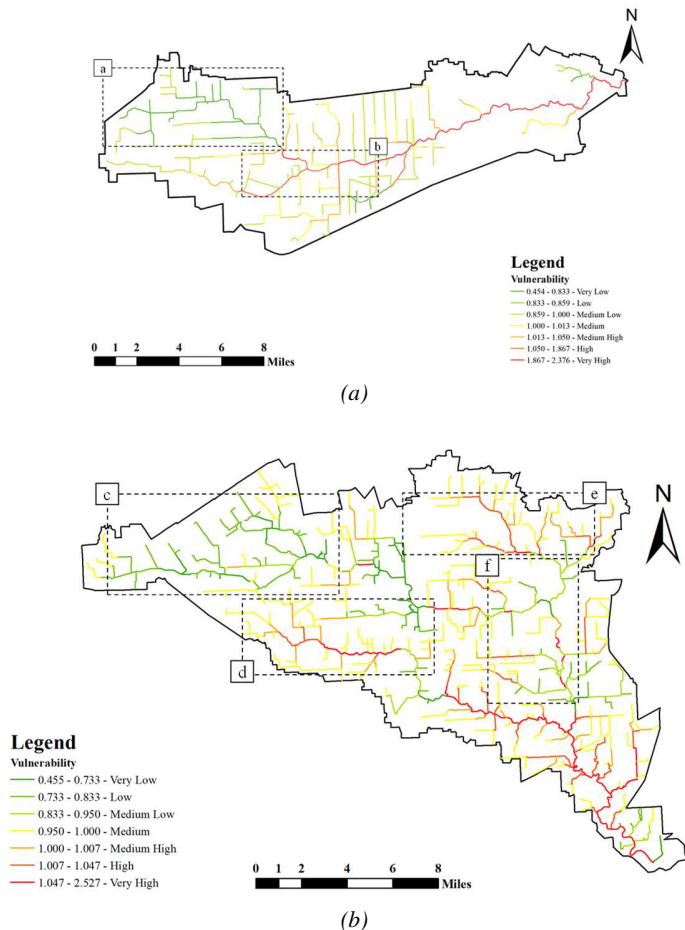 N
a
b
Legend
Vulnerability
0.454 - 0.833 - Very Low
0.833 - 0.859 - Low
0.859 - 1.000 - Medium Low
1.000 - 1.013 - Medium
1.013 - 1.050 - Medium High
1.050 - 1.867 - High
1.867 - 2.376 - Very High
0 1 2 4 6 8
Miles
(a)
c
e
N
f
d
Legend
Vulnerability
0.455 - 0.733 - Very Low
0.733 - 0.833 - Low
0.833 - 0.950 - Medium Low
0.950 - 1.000 - Medium
1.000 - 1.007 - Medium High
1.007 - 1.047 - High
1.047 - 2.527 - Very High
0 1 2 4 6 8
Miles
(b)